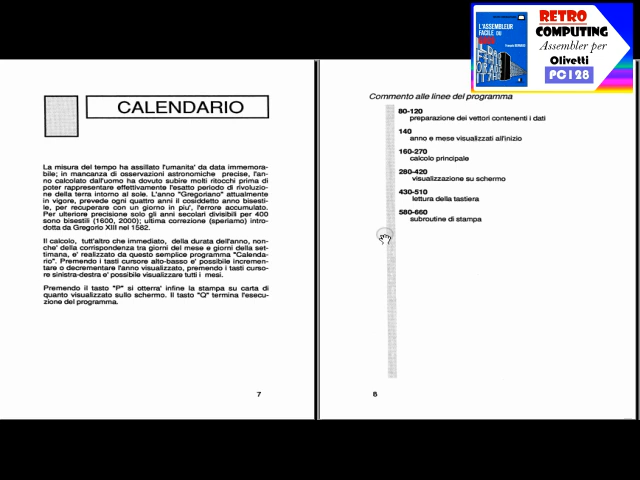 RETRO
COMPUTING
Assembler per
Olivetti
PC128
L'ASSEMBLEUR
FACILE DU
CALENDARIO
La misura del tempo ha assillato l'umanita' da data immemora-
bile; in mancanza di osservazioni astronomiche precise, l'an-
no calcolato dall'uomo ha dovuto subire molti ritocchi prima di
poter rappresentare effettivamente l'esatto periodo di rivoluzio-
ne della terra intorno al sole. L'anno "Gregoriano" attualmente
in vigore, prevede ogni quattro anni il cosiddetto anno bisesti-
le, per recuperare con un giorno in piu', l'errore accumulato.
Per ulteriore precisione solo gli anni secolari divisibili per 400
sono bisestili (1600, 2000); ultima correzione (speriamo) intro-
dotta da Gregorio XIII nel 1582.
Il calcolo, tutt'altro che immediato, della durata dell'anno, non-
che' della corrispondenza tra giorni del mese e giorni della set-
timana, e' realizzato da questo semplice programma "Calenda-
rio". Premendo i tasti cursore alto-basso e' possibile incremen-
tare o decrementare l'anno visualizzato, premendo i tasti curso-
re sinistra-destra e' possibile visualizzare tutti i mesi.
Premendo il tasto "P" si otterra' infine la stampa su carta di
quanto visualizzato sullo schermo. Il tasto "Q" termina l'esecu-
zione del programma.
7
Commento alle linee del programma
80-120
preparazione dei vettori contenenti i dati
140
anno e mese visualizzati all'inizio
160-270
calcolo principale
280-420
visualizzazione su schermo
430-510
lettura della tastiera
580-660
subroutine di stampa
8